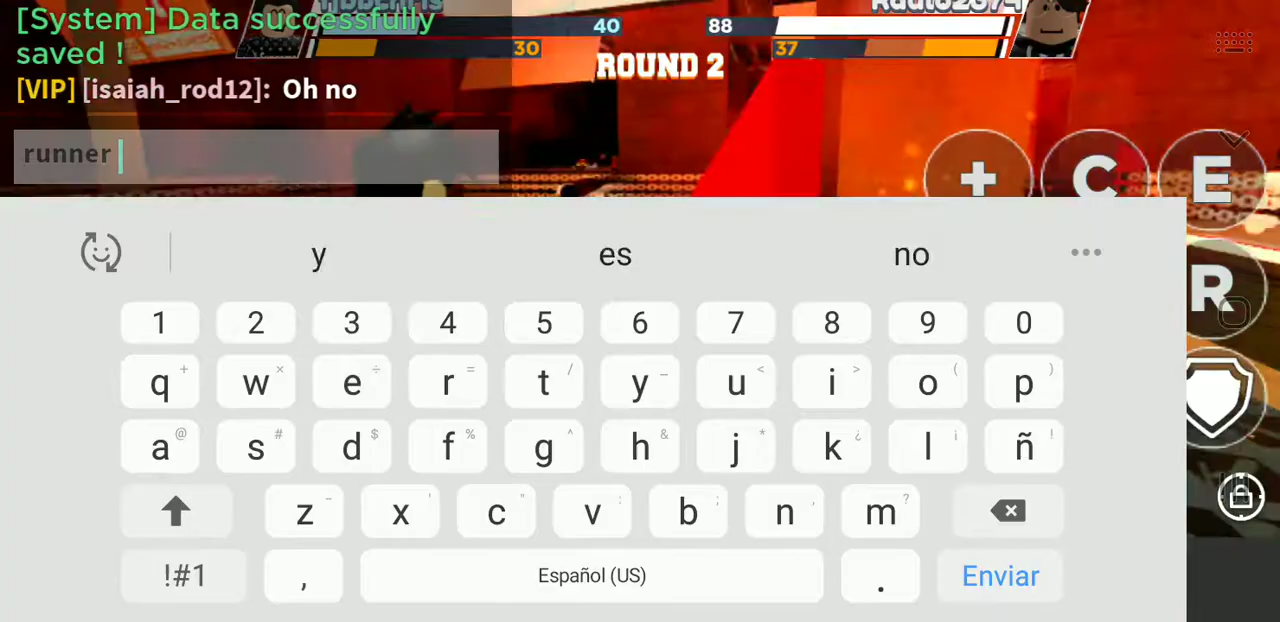 [System] Data successfully
saved !
[VIP] [isaiah_rod12]: Oh no
runner
40 88
30 37
ROUND 2
+ C E
R
y es no
1 2 3 4 5 6 7 8 9 0
q + w × e ÷ r = t / y _ u < i > o ( p )
a @ s # d $ f % g ^ h & j * k ¿ l ¡ ñ !
z - x ' c " v : b ; n , m ?
!#1 , Español (US) . Enviar